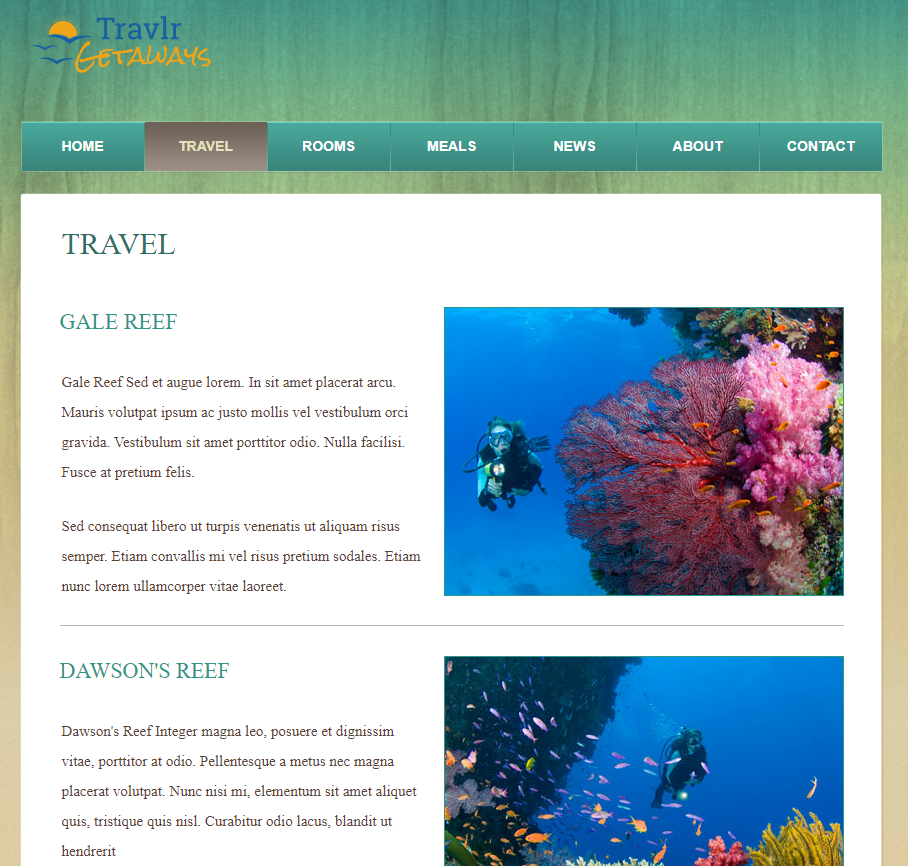 Travlr
GETAWAYS
HOME TRAVEL ROOMS MEALS NEWS ABOUT CONTACT
TRAVEL
GALE REEF
Gale Reef Sed et augue lorem. In sit amet placerat arcu.
Mauris volutpat ipsum ac justo mollis vel vestibulum orci
gravida. Vestibulum sit amet porttitor odio. Nulla facilisi.
Fusce at pretium felis.
Sed consequat libero ut turpis venenatis ut aliquam risus
semper. Etiam convallis mi vel risus pretium sodales. Etiam
nunc lorem ullamcorper vitae laoreet.
DAWSON'S REEF
Dawson's Reef Integer magna leo, posuere et dignissim
vitae, porttitor at odio. Pellentesque a metus nec magna
placerat volutpat. Nunc nisi mi, elementum sit amet aliquet
quis, tristique quis nisl. Curabitur odio lacus, blandit ut
hendrerit